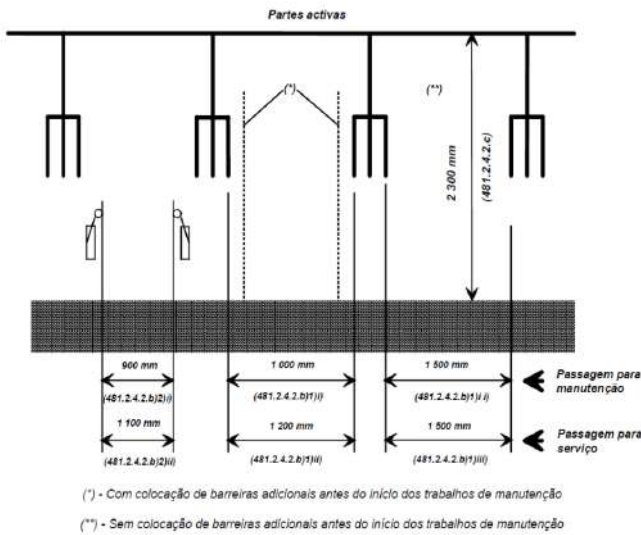 Partes activas
(*)
(**)
2 300 mm
(481.2.4.2.c)
900 mm
1 000 mm
1 500 mm
(481.2.4.2.b)2)i)
(481.2.4.2.b)1)i)
(481.2.4.2.b)1)i i)
Passagem para
manutenção
1 100 mm
1 200 mm
1 500 mm
(481.2.4.2.b)2)ii)
(481.2.4.2.b)1)ii)
(481.2.4.2.b)1)iii)
Passagem para
serviço
(*) - Com colocação de barreiras adicionais antes do início dos trabalhos de manutenção
(**) - Sem colocação de barreiras adicionais antes do início dos trabalhos de manutenção